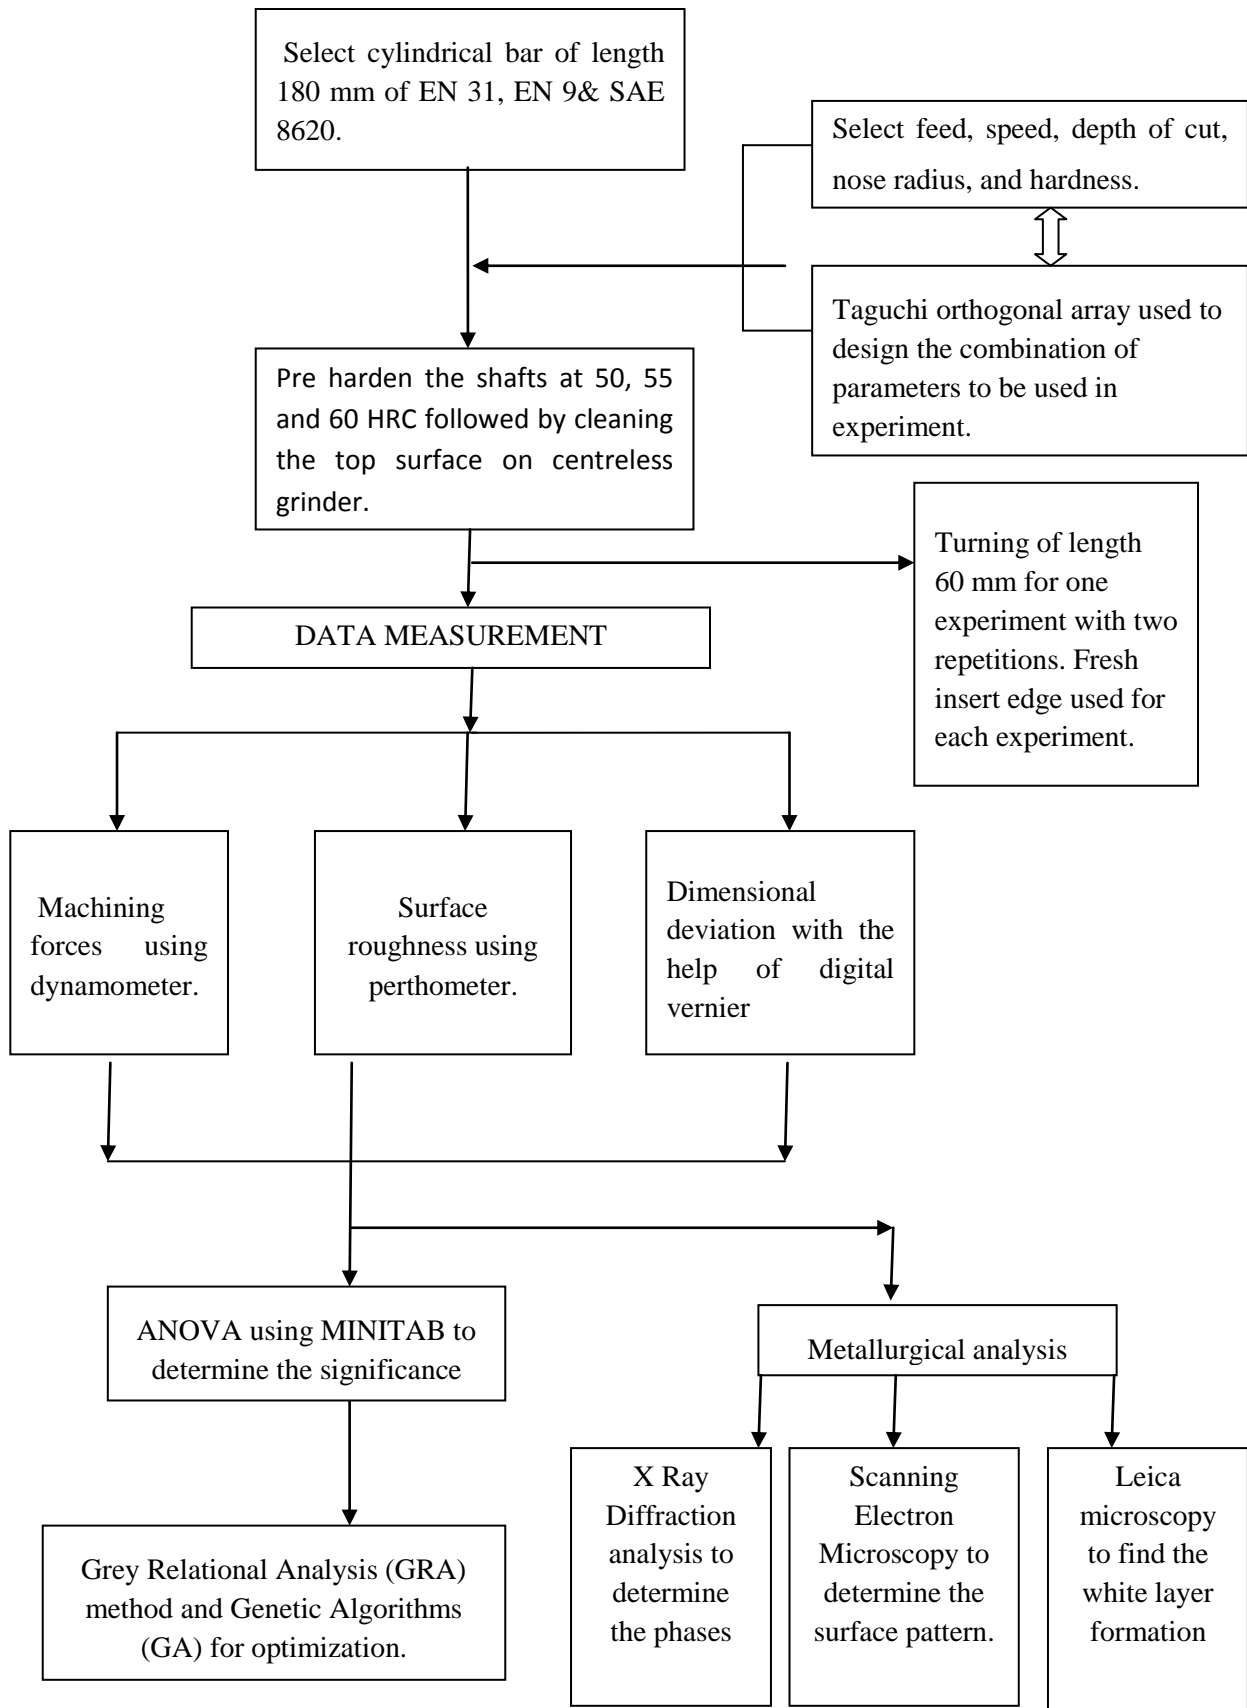 Select cylindrical bar of length
180 mm of EN 31, EN 9& SAE
8620.
Select feed, speed, depth of cut,
nose radius, and hardness.
Taguchi orthogonal array used to
design the combination of
parameters to be used in
experiment.
Pre harden the shafts at 50, 55
and 60 HRC followed by cleaning
the top surface on centreless
grinder.
Turning of length
60 mm for one
experiment with two
repetitions. Fresh
insert edge used for
each experiment.
DATA MEASUREMENT
Machining
forces using
dynamometer.
Surface
roughness using
perthometer.
Dimensional
deviation with the
help of digital
vernier
ANOVA using MINITAB to
determine the significance
Metallurgical analysis
Grey Relational Analysis (GRA)
method and Genetic Algorithms
(GA) for optimization.
X Ray
Diffraction
analysis to
determine
the phases
Scanning
Electron
Microscopy to
determine the
surface pattern.
Leica
microscopy
to find the
white layer
formation